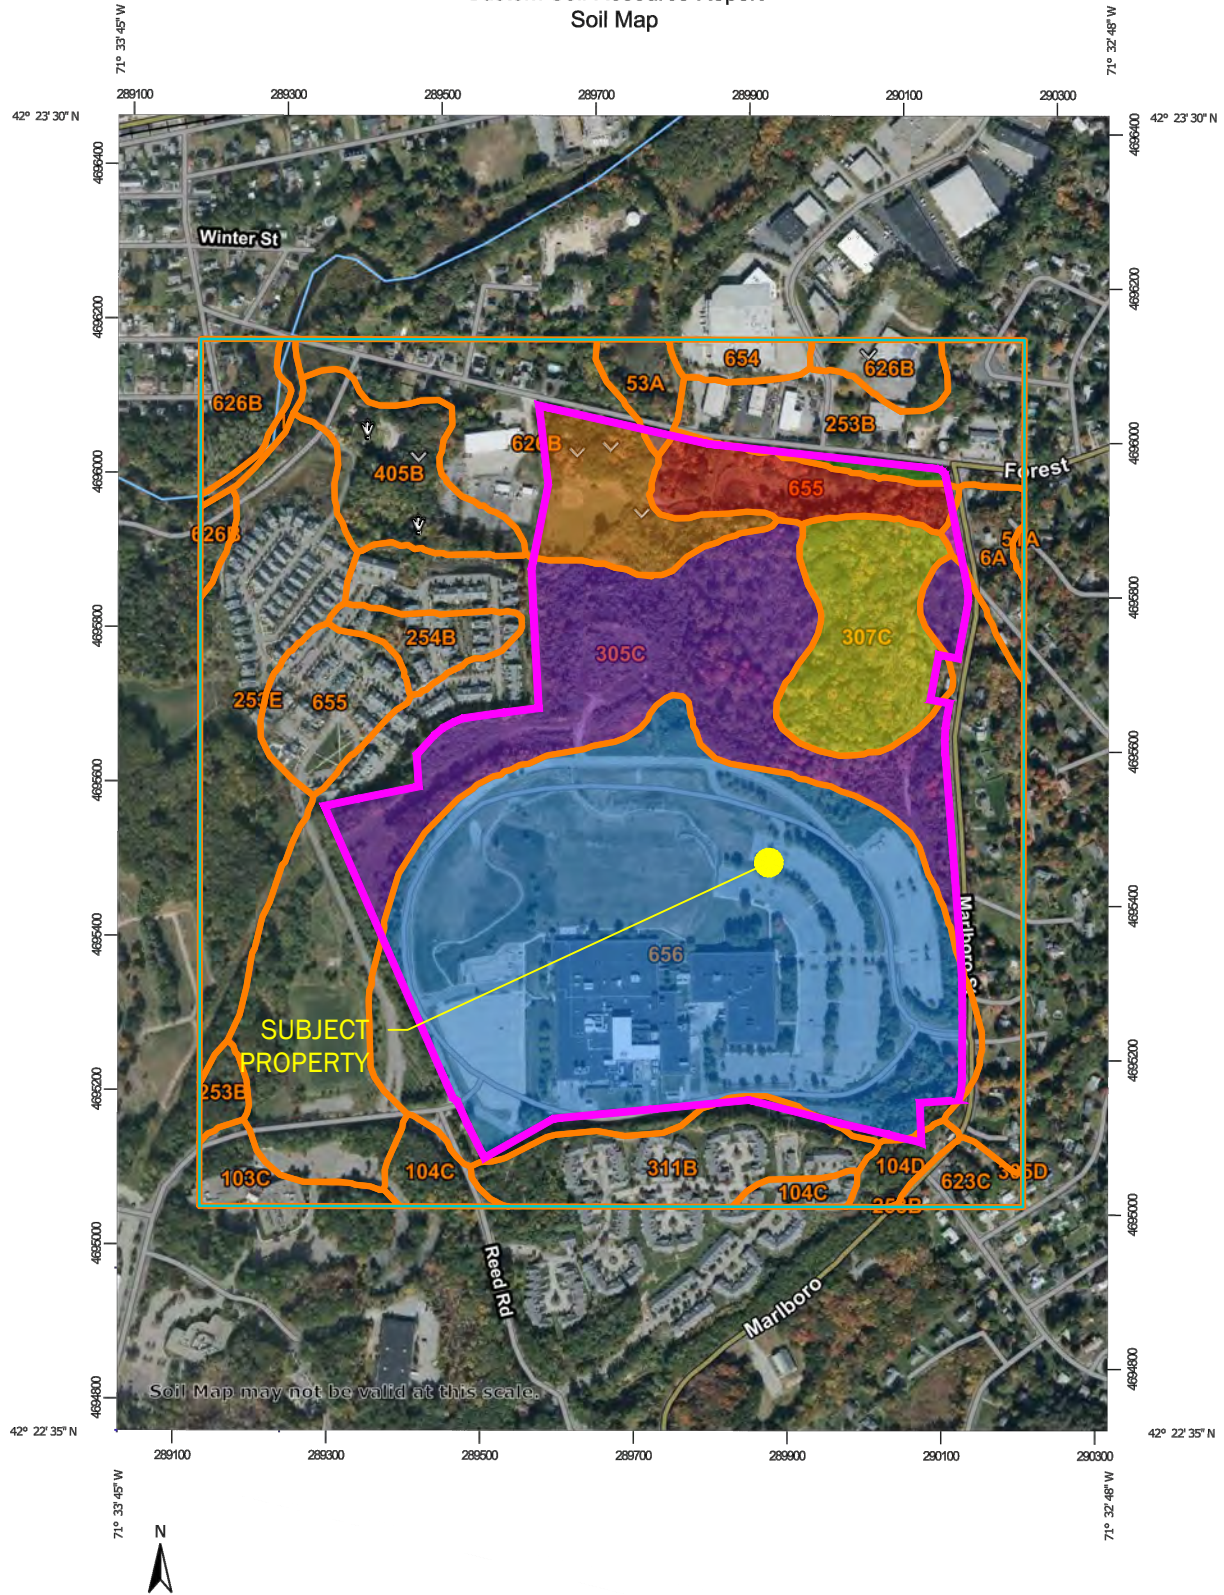 Soil Map
71° 33' 45" W
71° 32' 48" W
289100
289300
289500
289700
289900
290100
290300
42° 23' 30" N
42° 23' 30" N
4696400
4696400
Winter St
4696200
4696200
654
626B
53A
626B
253B
626B
4696000
4696000
Forest
405B
655
626B
6A
4695800
4695800
254B
307C
305C
253E
655
4695600
4695600
4695400
4695400
Marlboro St
656
SUBJECT
PROPERTY
4695200
4695200
253B
311B
104D
103C
104C
623C
305D
104C
253B
4695000
4695000
Reed Rd
Marlboro
4694800
4694800
Soil Map may not be valid at this scale.
42° 22' 35" N
42° 22' 35" N
289100
289300
289500
289700
289900
290100
290300
71° 33' 45" W
71° 32' 48" W
N